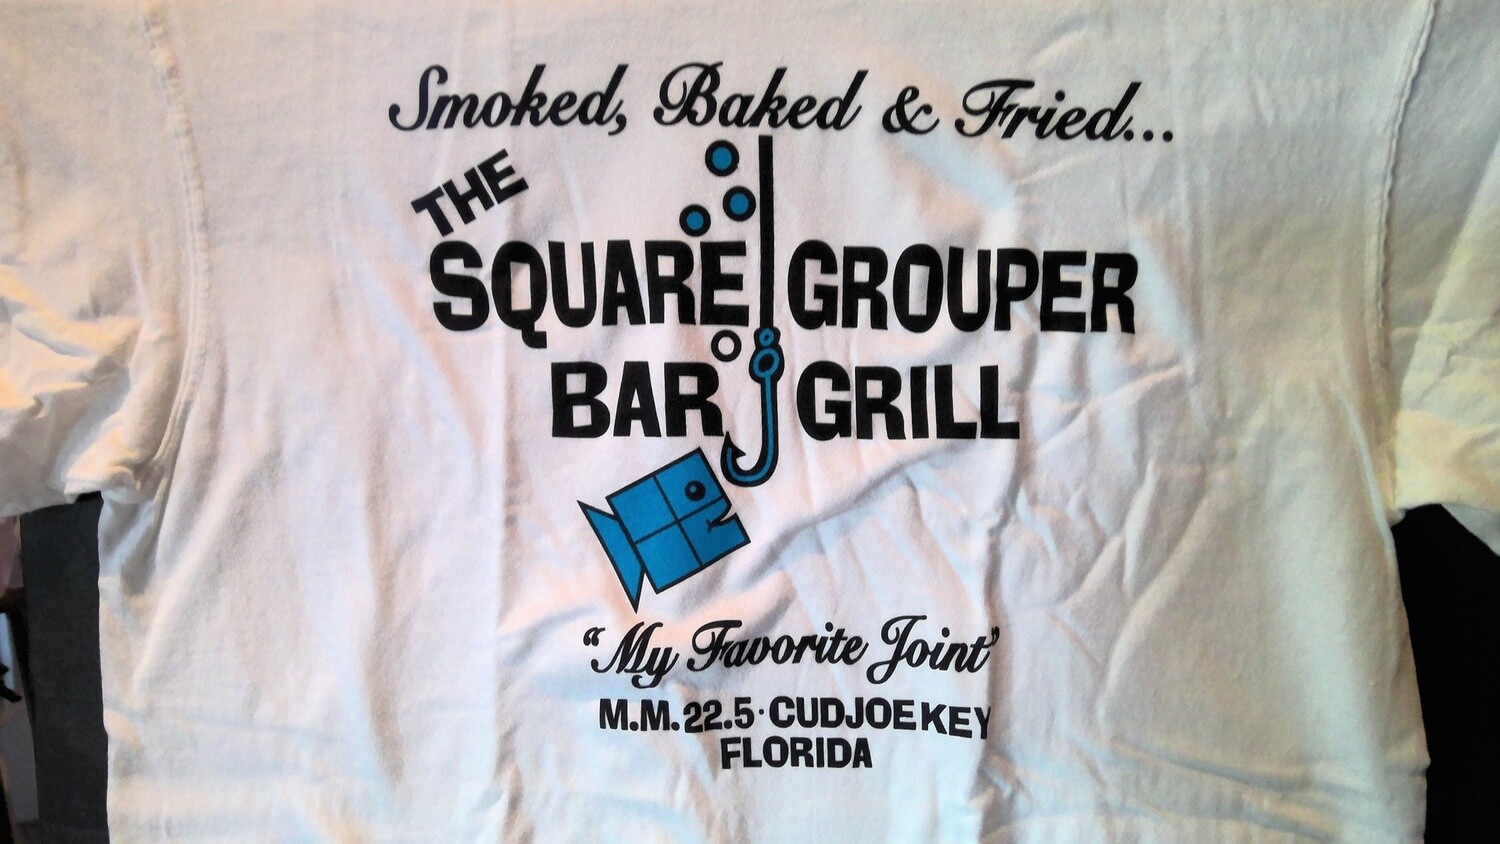 Smoked, Baked & Fried...
THE
SQUARE GROUPER
BAR GRILL
“My Favorite Joint”
M.M. 22.5 · CUDJOE KEY
FLORIDA